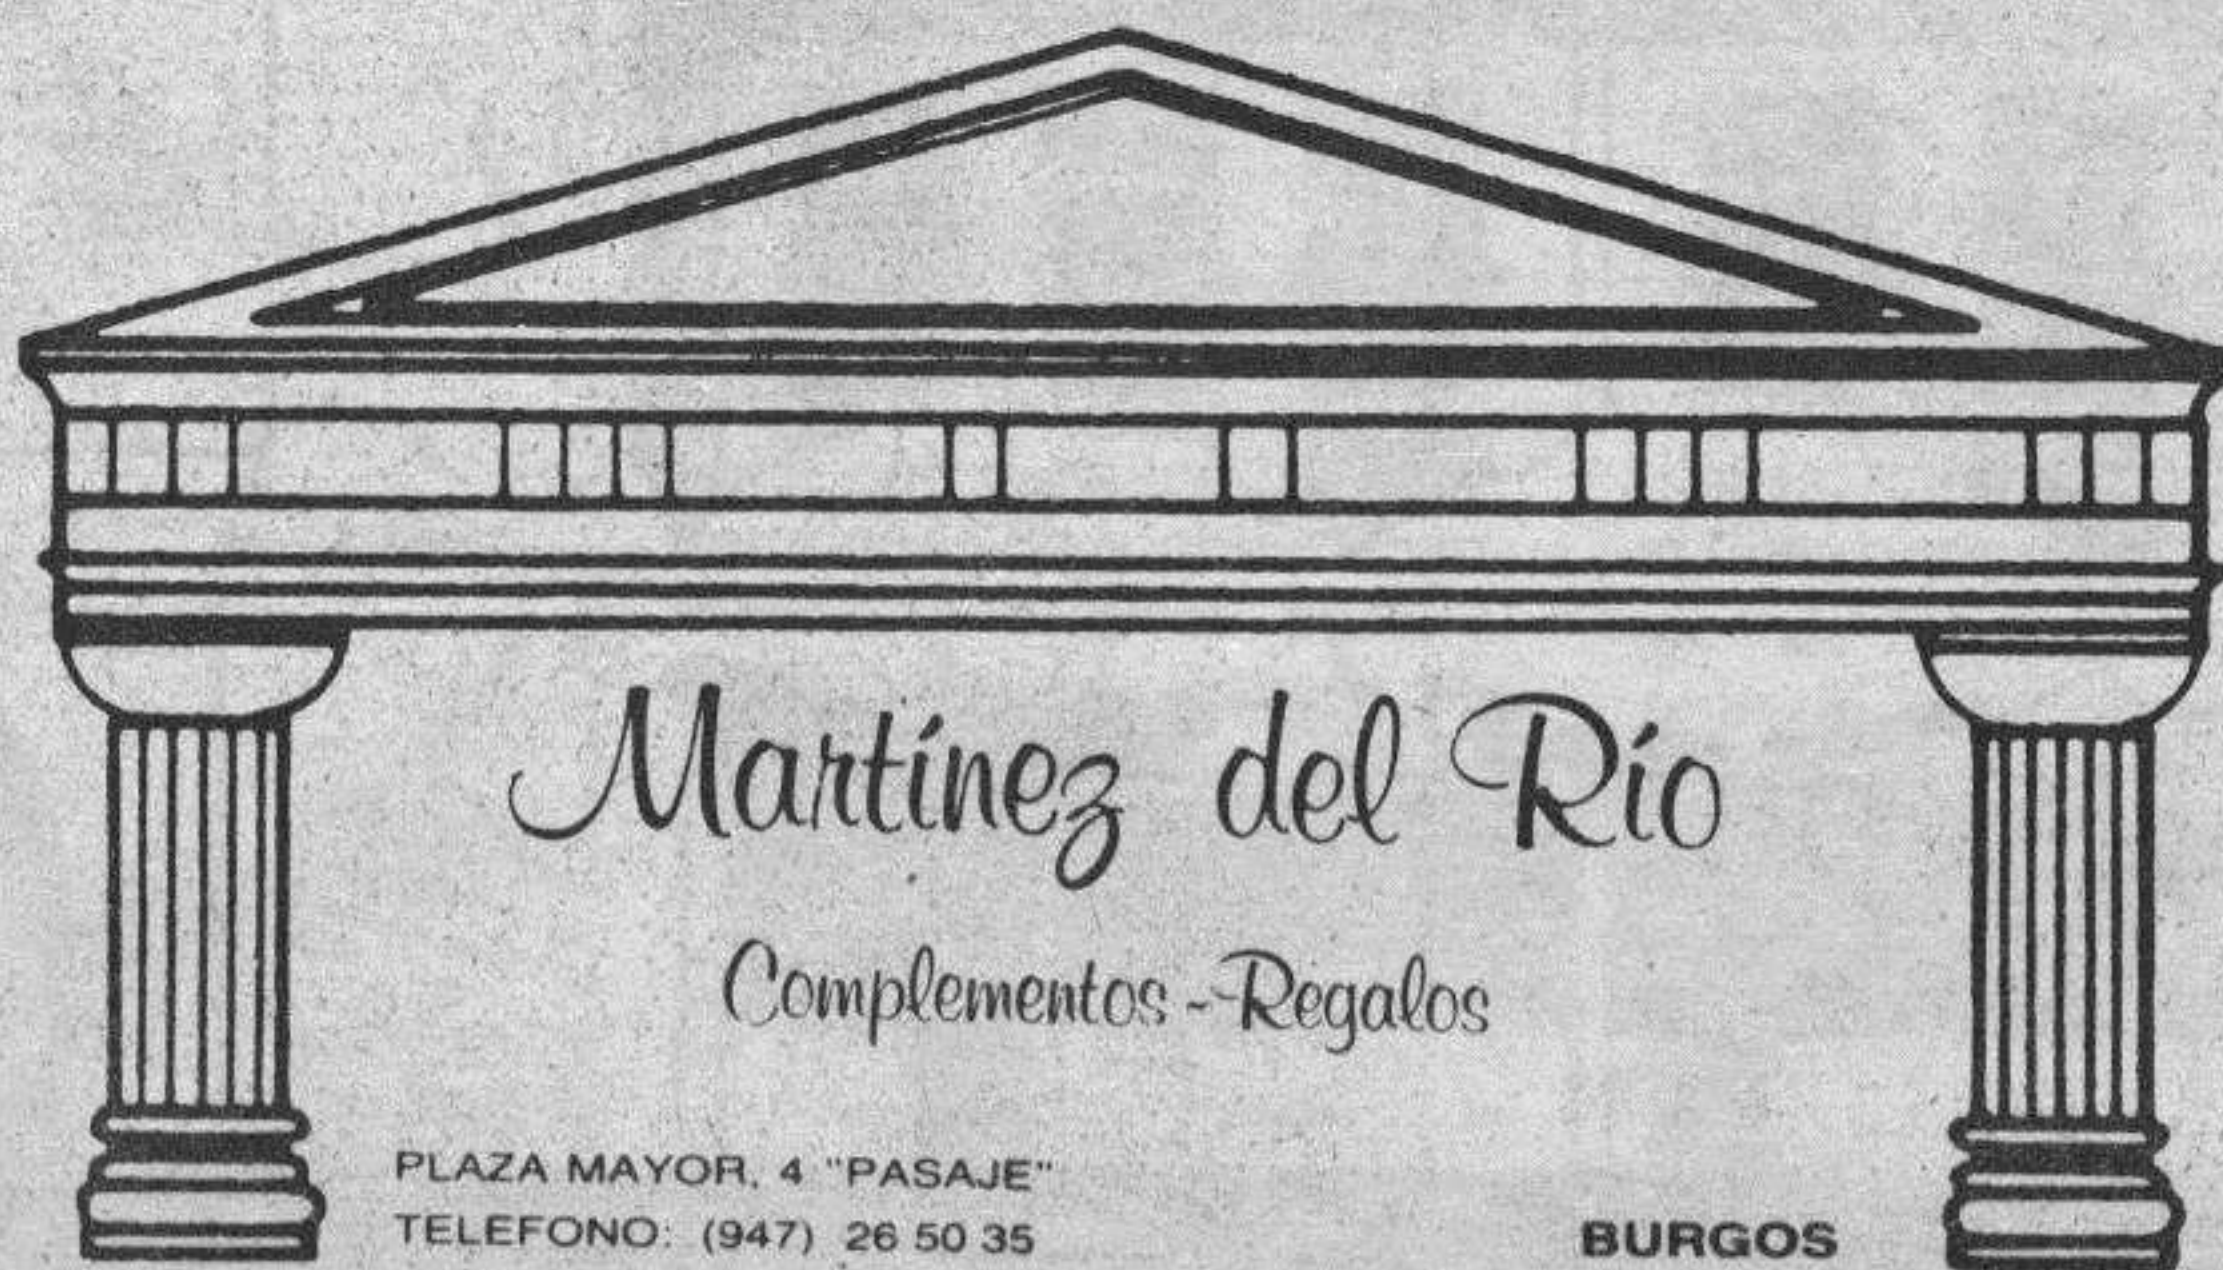 Martínez del Río
Complementos - Regalos
PLAZA MAYOR, 4 "PASAJE"
TELEFONO: (947) 26 50 35
BURGOS